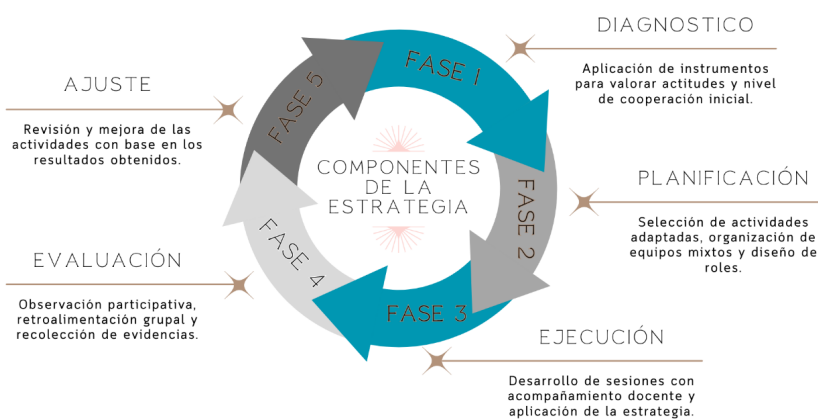 DIAGNOSTICO
Aplicación de instrumentos
para valorar actitudes y nivel
de cooperación inicial.
FASE 1
PLANIFICACIÓN
Selección de actividades
adaptadas, organización de
equipos mixtos y diseño de
roles.
FASE 2
EJECUCIÓN
Desarrollo de sesiones con
acompañamiento docente y
aplicación de la estrategia.
FASE 3
EVALUACIÓN
Observación participativa,
retroalimentación grupal y
recolección de evidencias.
FASE 4
AJUSTE
Revisión y mejora de las
actividades con base en los
resultados obtenidos.
FASE 5
COMPONENTES
DE LA
ESTRATEGIA